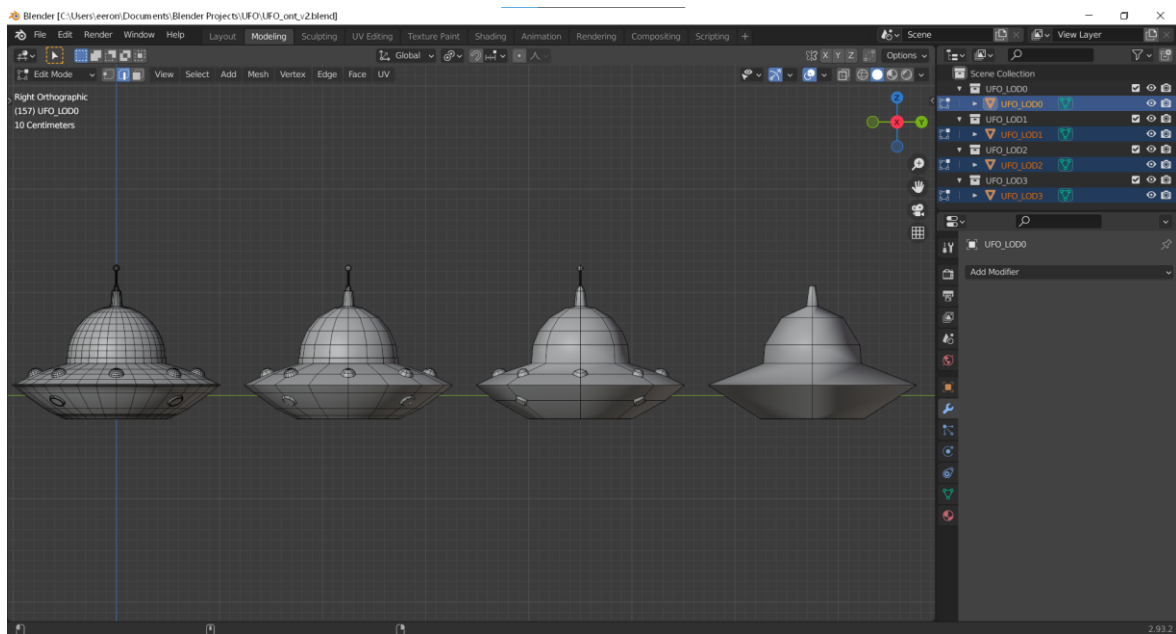 Blender [C:\Users\eeron\Documents\Blender Projects\UFO\UFO_ont_v2.blend]
File Edit Render Window Help Layout Modeling Sculpting UV Editing Texture Paint Shading Animation Rendering Compositing Scripting + Scene View Layer
Global X Y Z Options
Edit Mode View Select Add Mesh Vertex Edge Face UV
Right Orthographic
(157) UFO_LOD0
10 Centimeters
Z
X
Y
Scene Collection
UFO_LOD0
UFO_LOD0
UFO_LOD1
UFO_LOD1
UFO_LOD2
UFO_LOD2
UFO_LOD3
UFO_LOD3
UFO_LOD0
Add Modifier
2.93.2